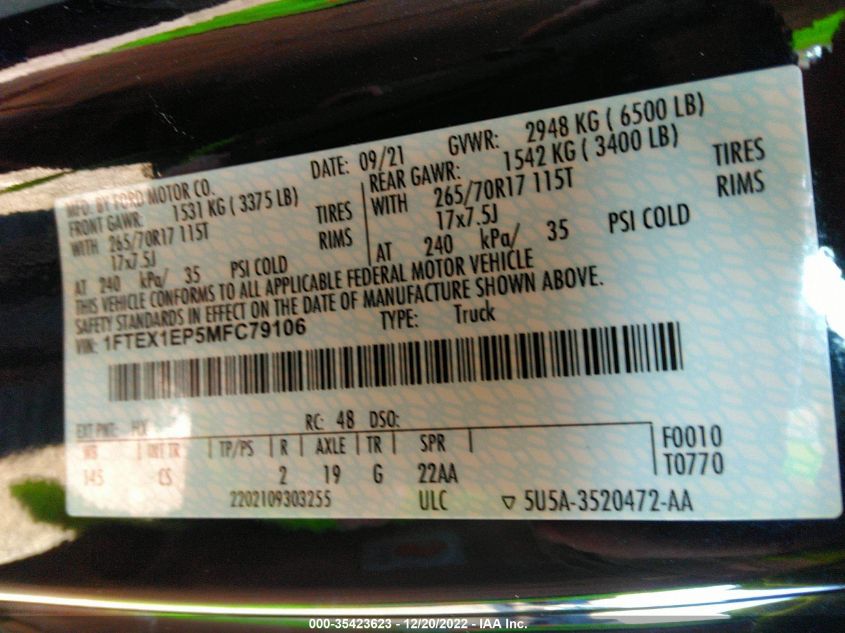 MFD. BY FORD MOTOR CO. DATE: 09/21 GVWR: 2948 KG ( 6500 LB)
FRONT GAWR: 1531 KG ( 3375 LB) REAR GAWR: 1542 KG ( 3400 LB)
WITH 265/70R17 115T TIRES WITH 265/70R17 115T TIRES
17x7.5J RIMS 17x7.5J RIMS
AT 240 kPa/ 35 PSI COLD AT 240 kPa/ 35 PSI COLD
THIS VEHICLE CONFORMS TO ALL APPLICABLE FEDERAL MOTOR VEHICLE
SAFETY STANDARDS IN EFFECT ON THE DATE OF MANUFACTURE SHOWN ABOVE.
VIN: 1FTEX1EP5MFC79106 TYPE: Truck
EXT PNT: HX RC: 48 DSO:
WB INT TR TP/PS R AXLE TR SPR F0010
145 CS 2 19 G 22AA T0770
2202109303255 ULC ▽ 5U5A-3520472-AA
000-35423623 - 12/20/2022 - IAA Inc.